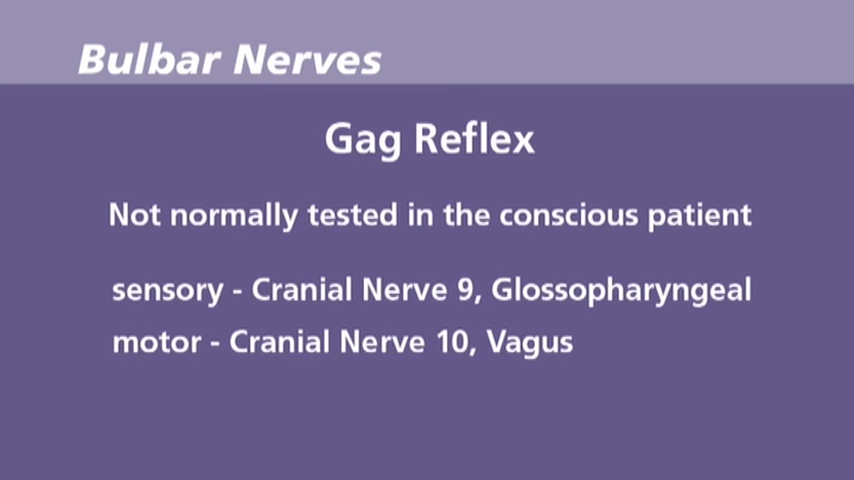 Bulbar Nerves
Gag Reflex
Not normally tested in the conscious patient
sensory - Cranial Nerve 9, Glossopharyngeal
motor - Cranial Nerve 10, Vagus